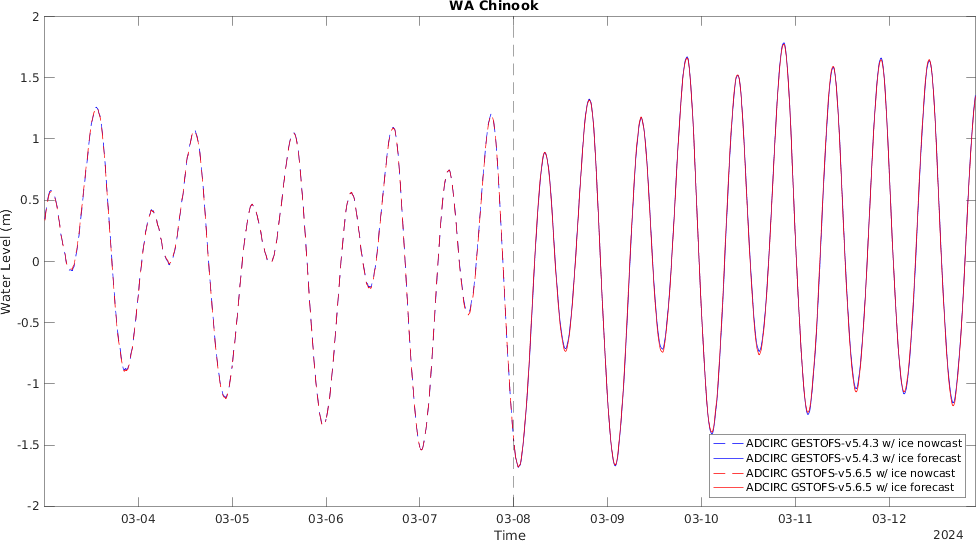 WA Chinook
2
1.5
1
0.5
0
-0.5
-1
-1.5
-2
Water Level (m)
03-04 03-05 03-06 03-07 03-08 03-09 03-10 03-11 03-12
Time
2024
ADCIRC GESTOFS-v5.4.3 w/ ice nowcast
ADCIRC GESTOFS-v5.4.3 w/ ice forecast
ADCIRC GSTOFS-v5.6.5 w/ ice nowcast
ADCIRC GSTOFS-v5.6.5 w/ ice forecast